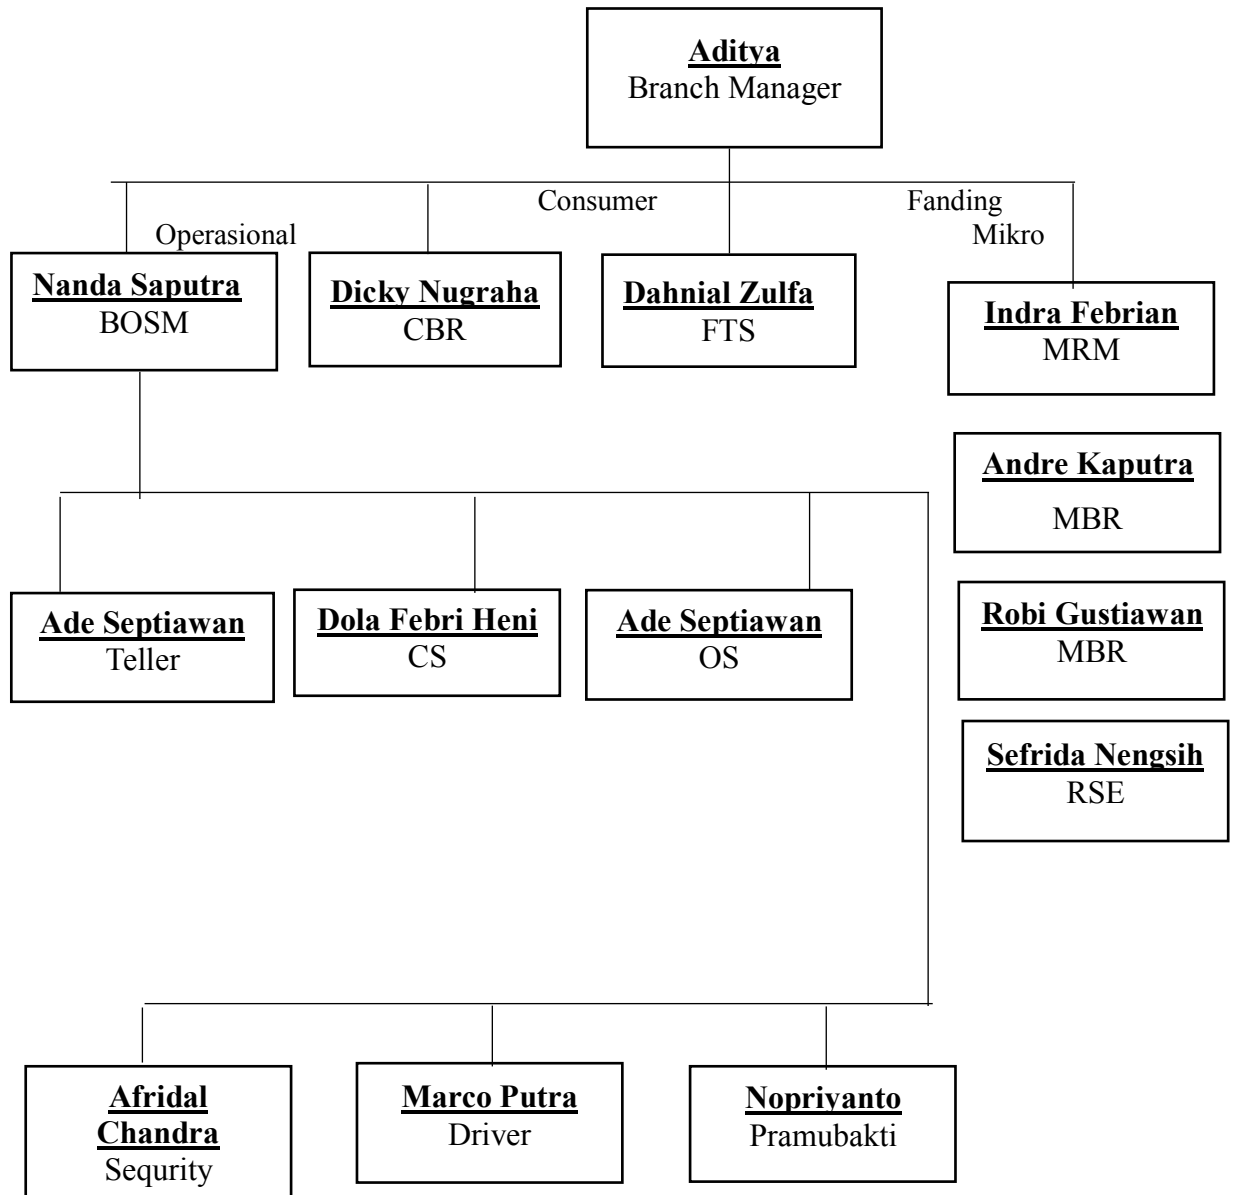 Aditya
Branch Manager
Consumer
Fanding
Operasional
Mikro
Nanda Saputra
BOSM
Dicky Nugraha
CBR
Dahnial Zulfa
FTS
Indra Febrian
MRM
Andre Kaputra
MBR
Ade Septiawan
Teller
Dola Febri Heni
CS
Ade Septiawan
OS
Robi Gustiawan
MBR
Sefrida Nengsih
RSE
Afridal
Chandra
Sequrity
Marco Putra
Driver
Nopriyanto
Pramubakti